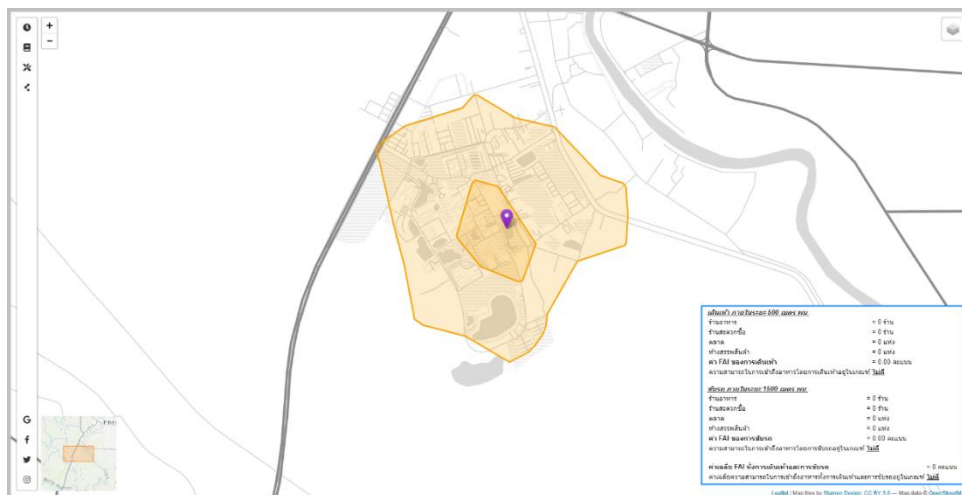 +
−
เดินเท้า ภายในระยะ 500 เมตร พบ
ร้านอาหาร = 0 ร้าน
ร้านสะดวกซื้อ = 0 ร้าน
ตลาด = 0 แห่ง
ห้างสรรพสินค้า = 0 แห่ง
ค่า FAI ของการเดินเท้า = 0.00 คะแนน
ความสามารถในการเข้าถึงอาหารโดยการเดินเท้าอยู่ในเกณฑ์ ไม่ดี
ขับรถ ภายในระยะ 1500 เมตร พบ
ร้านอาหาร = 0 ร้าน
ร้านสะดวกซื้อ = 0 ร้าน
ตลาด = 0 แห่ง
ห้างสรรพสินค้า = 0 แห่ง
ค่า FAI ของการขับรถ = 0.00 คะแนน
ความสามารถในการเข้าถึงอาหารโดยการขับรถอยู่ในเกณฑ์ ไม่ดี
ค่าเฉลี่ย FAI ทั้งการเดินเท้าและการขับรถ = 0 คะแนน
ค่าเฉลี่ยความสามารถในการเข้าถึงอาหารทั้งการเดินเท้าและการขับรถอยู่ในเกณฑ์ ไม่ดี
Leaflet | Map tiles by Stamen Design, CC BY 3.0 — Map data © OpenStreetM